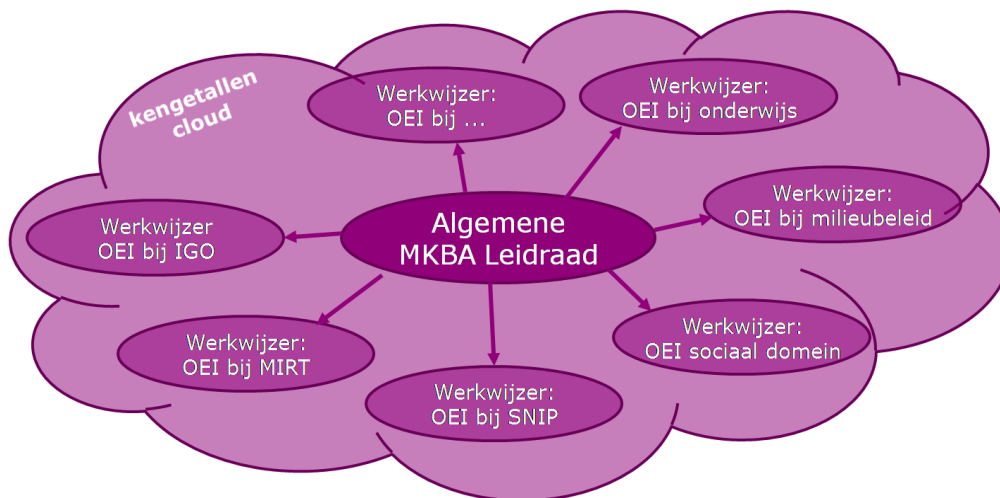 kengetallen
cloud
Werkwijzer:
OEI bij ...
Werkwijzer:
OEI bij onderwijs
Werkwijzer
OEI bij IGO
Algemene
MKBA Leidraad
Werkwijzer:
OEI bij milieubeleid
Werkwijzer:
OEI bij MIRT
Werkwijzer:
OEI bij SNIP
Werkwijzer:
OEI sociaal domein